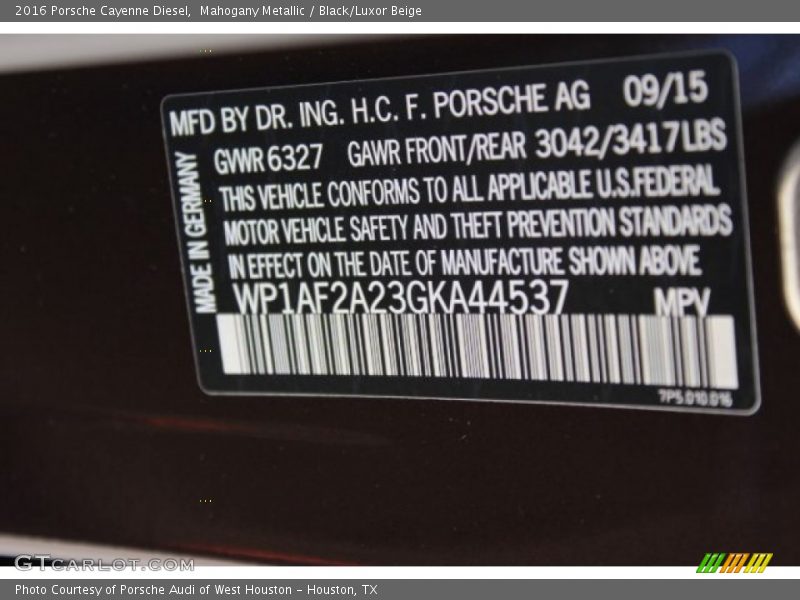 2016 Porsche Cayenne Diesel,  Mahogany Metallic / Black/Luxor Beige
MFD BY DR. ING. H.C. F. PORSCHE AG 09/15
GVWR 6327 GAWR FRONT/REAR 3042/3417LBS
THIS VEHICLE CONFORMS TO ALL APPLICABLE U.S.FEDERAL
MOTOR VEHICLE SAFETY AND THEFT PREVENTION STANDARDS
IN EFFECT ON THE DATE OF MANUFACTURE SHOWN ABOVE
WP1AF2A23GKA44537 MPV
MADE IN GERMANY
7P5.010.016
GTCARLOT.COM
Photo Courtesy of Porsche Audi of West Houston - Houston, TX